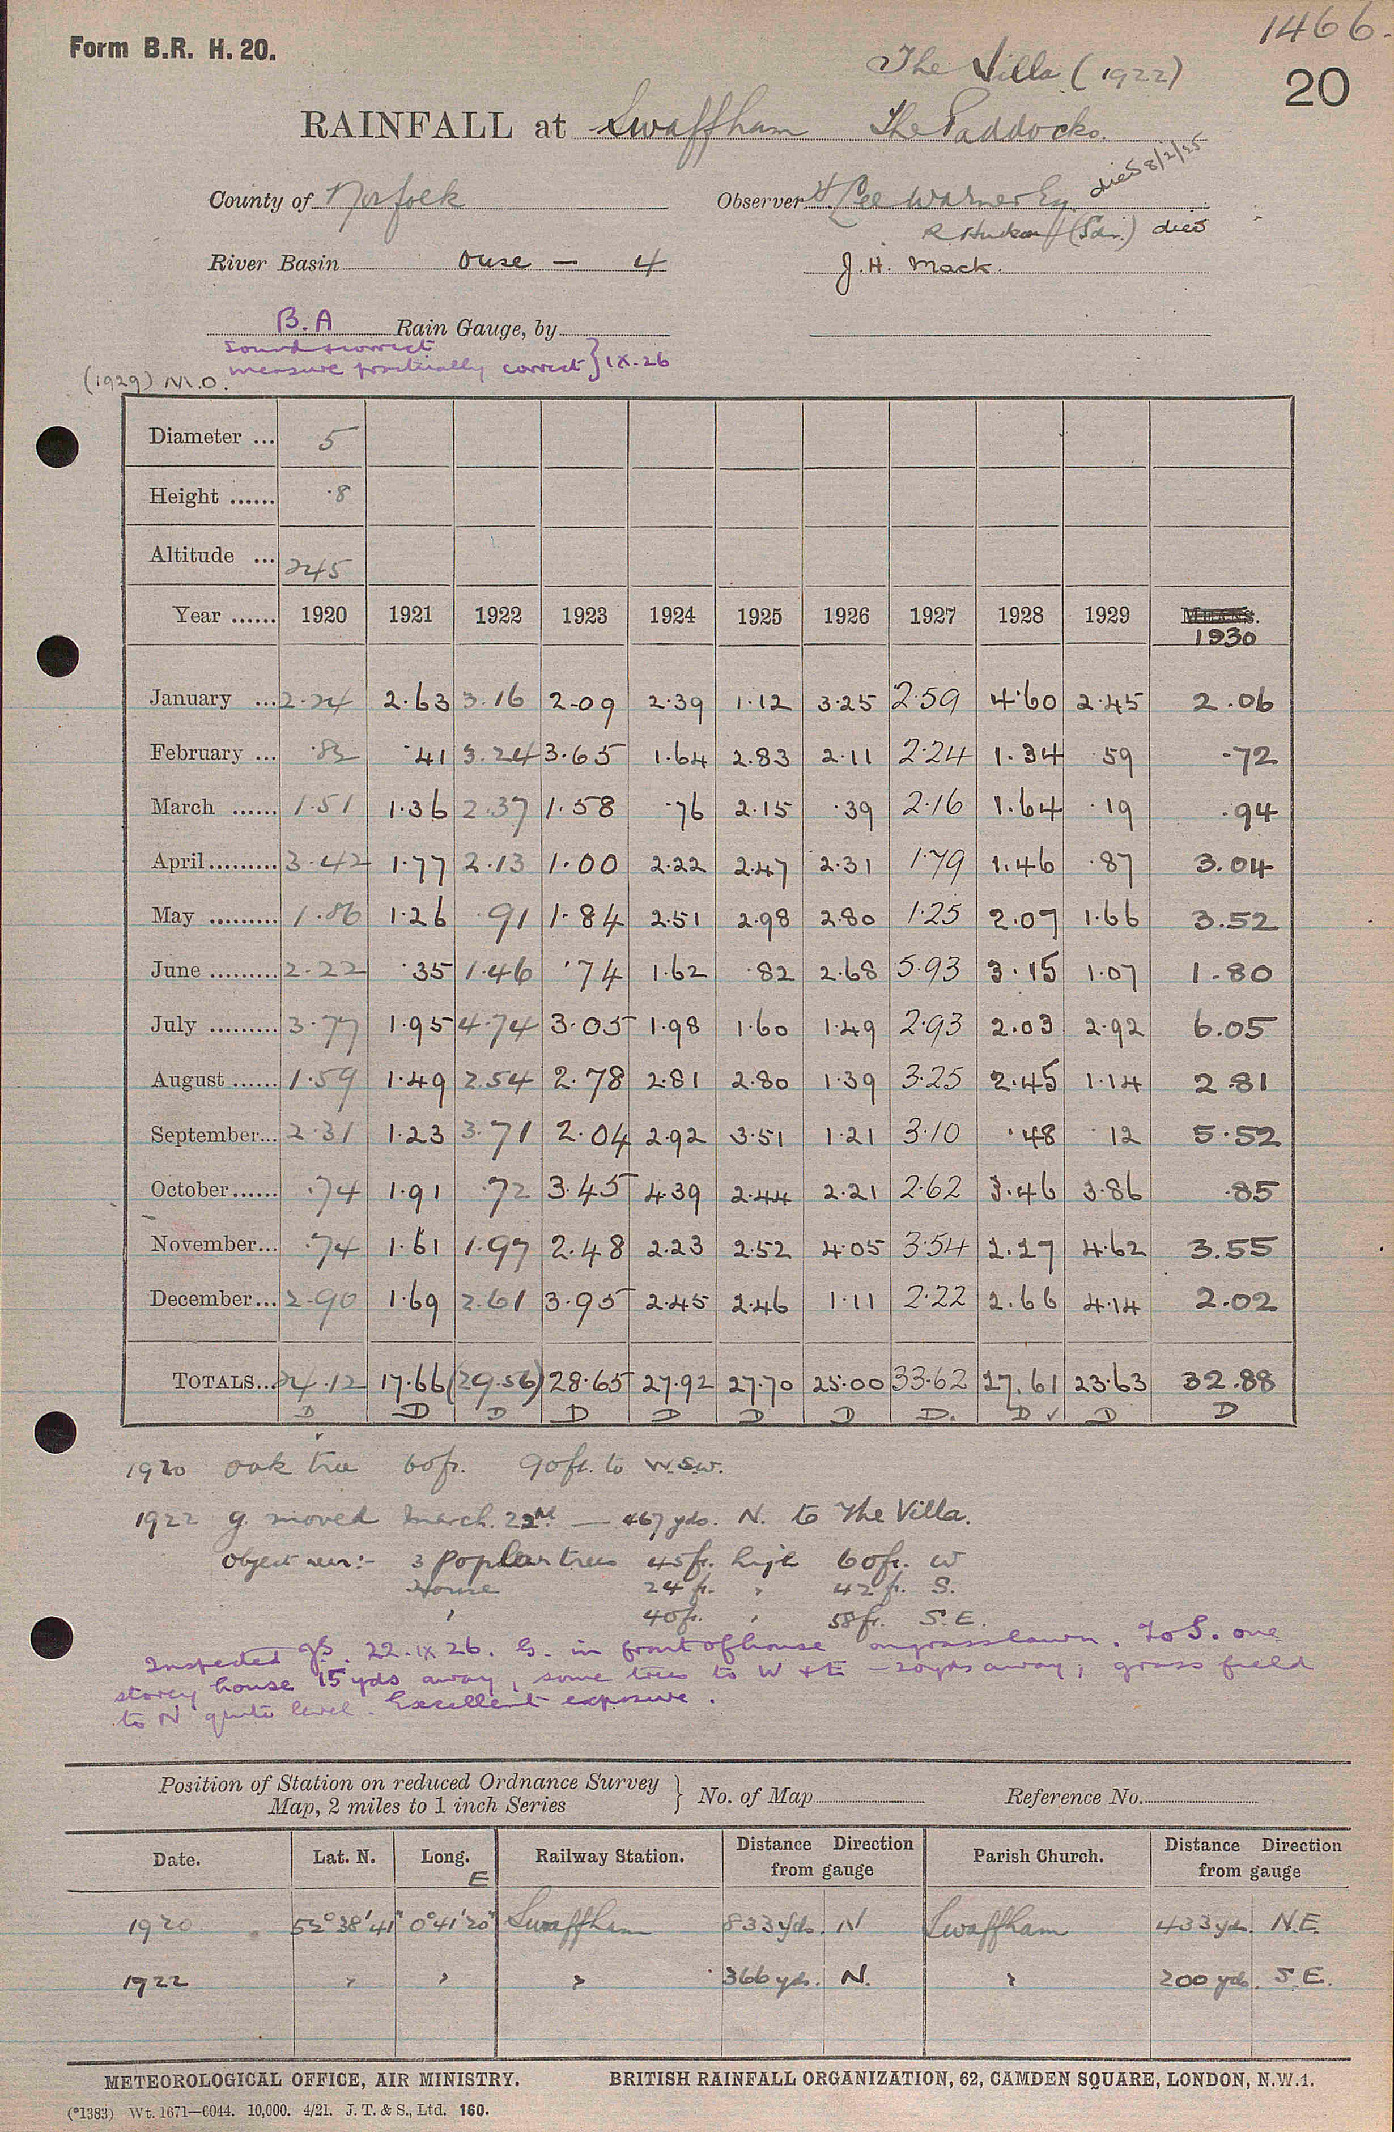 1466.
Form B.R. H. 20.
The Villa (1922)
20
RAINFALL at Swaffham The Paddocks.
died 8/2/25
County of Norfolk Observer H. Lee Warner Esq.
(Gdnr.) died
River Basin Ouse — 4 J. H. Mack.
B.A Rain Gauge, by
Sound & correct
measure practically correct } IX.26
(1929) M.O.
Diameter ... 5
Height ...... ·8
Altitude ... 245
Year ...... 1920 1921 1922 1923 1924 1925 1926 1927 1928 1929 1930
January ... 2.24 2.63 3.16 2.09 2.39 1.12 3.25 2.59 4.60 2.45 2.06
February ... .82 .41 3.24 3.65 1.64 2.83 2.11 2.24 1.34 .59 .72
March ...... 1.51 1.36 2.37 1.58 .76 2.15 .39 2.16 1.64 .19 .94
April......... 3.42 1.77 2.13 1.00 2.22 2.47 2.31 1.79 1.46 .87 3.04
May ......... 1.86 1.26 .91 1.84 2.51 2.98 2.80 1.25 2.07 1.66 3.52
June ......... 2.22 .35 1.46 .74 1.62 .82 2.68 5.93 3.15 1.07 1.80
July ......... 3.77 1.95 4.74 3.05 1.98 1.60 1.49 2.93 2.03 2.92 6.05
August ...... 1.59 1.49 2.54 2.78 2.81 2.80 1.39 3.25 2.45 1.14 2.81
September... 2.31 1.23 3.71 2.04 2.92 3.51 1.21 3.10 .48 .12 5.52
October...... .74 1.91 .72 3.45 4.39 2.44 2.21 2.62 3.46 3.86 .85
November... .74 1.61 1.97 2.48 2.23 2.52 4.05 3.54 2.27 4.62 3.55
December... 2.90 1.69 2.61 3.95 2.45 2.46 1.11 2.22 2.66 4.14 2.02
TOTALS... 24.12 17.66 (29.56) 28.65 27.92 27.70 25.00 33.62 27.61 23.63 32.88
D D D D D D D D. D ✓ D D
1920 oak tree 60ft. 90ft. to W.S.W.
1922 g. moved March. 22nd — 467 yds. N. to The Villa.
Object near:- 3 Poplar trees 45ft. high 60ft. W
House 24 ft. " 42 ft. S.
" 40ft. " 58ft. S.E.
Inspected 22.IX.26. G. in front of house on grass lawn. To S. one
storey house 15 yds away, some trees to W & E — 20yds away; grass field
to N quite level. Excellent exposure.
Position of Station on reduced Ordnance Survey
Map, 2 miles to 1 inch Series } No. of Map Reference No.
Date. Lat. N. Long. E Railway Station. Distance Direction from gauge Parish Church. Distance Direction from gauge
1920 52°38'41" 0°41'20" Swaffham 833 yds. N Swaffham 433 yds. N.E.
1922 " " " 366 yds. N. " 200 yds. S.E.
METEOROLOGICAL OFFICE, AIR MINISTRY. BRITISH RAINFALL ORGANIZATION, 62, CAMDEN SQUARE, LONDON, N.W.1.
(*1383) Wt. 1671—6044. 10,000. 4/21. J. T. & S., Ltd. 160.